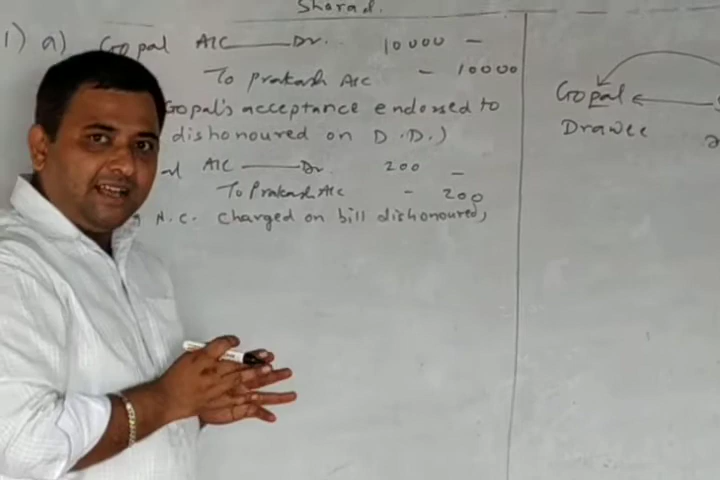 Sharad.
1) a) Gopal A/C Dr. 10000 -
To Prakash A/C - 10000
Gopal's acceptance endorsed to
dishonoured on D.D.)
A/C Dr. 200 -
To Prakash A/C - 200
N.C. charged on bill dishonoured,
Gopal
Drawee